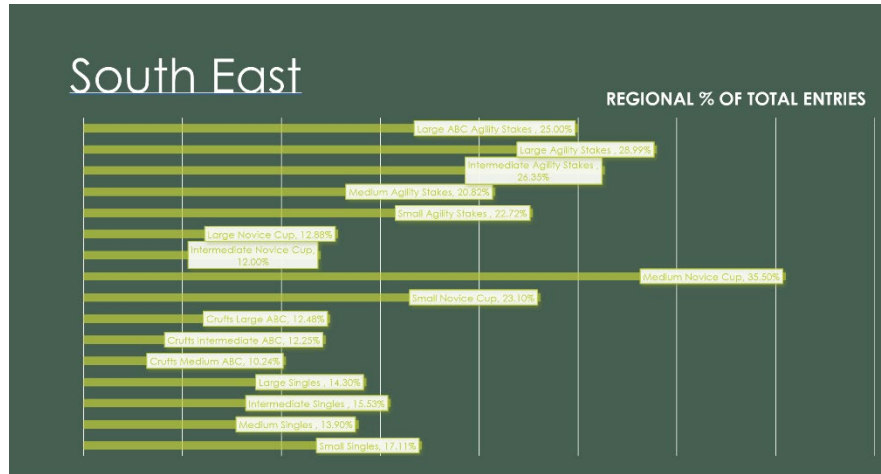 South East
REGIONAL % OF TOTAL ENTRIES
Large ABC Agility Stakes , 25.00%
Large Agility Stakes , 28.99%
Intermediate Agility Stakes ,
26.35%
Medium Agility Stakes, 20.82%
Small Agility Stakes , 22.72%
Large Novice Cup, 12.88%
Intermediate Novice Cup,
12.00%
Medium Novice Cup, 35.50%
Small Novice Cup, 23.10%
Crufts Large ABC, 12.48%
Crufts Intermediate ABC, 12.25%
Crufts Medium ABC, 10.24%
Large Singles , 14.30%
Intermediate Singles , 15.53%
Medium Singles , 13.90%
Small Singles, 17.11%